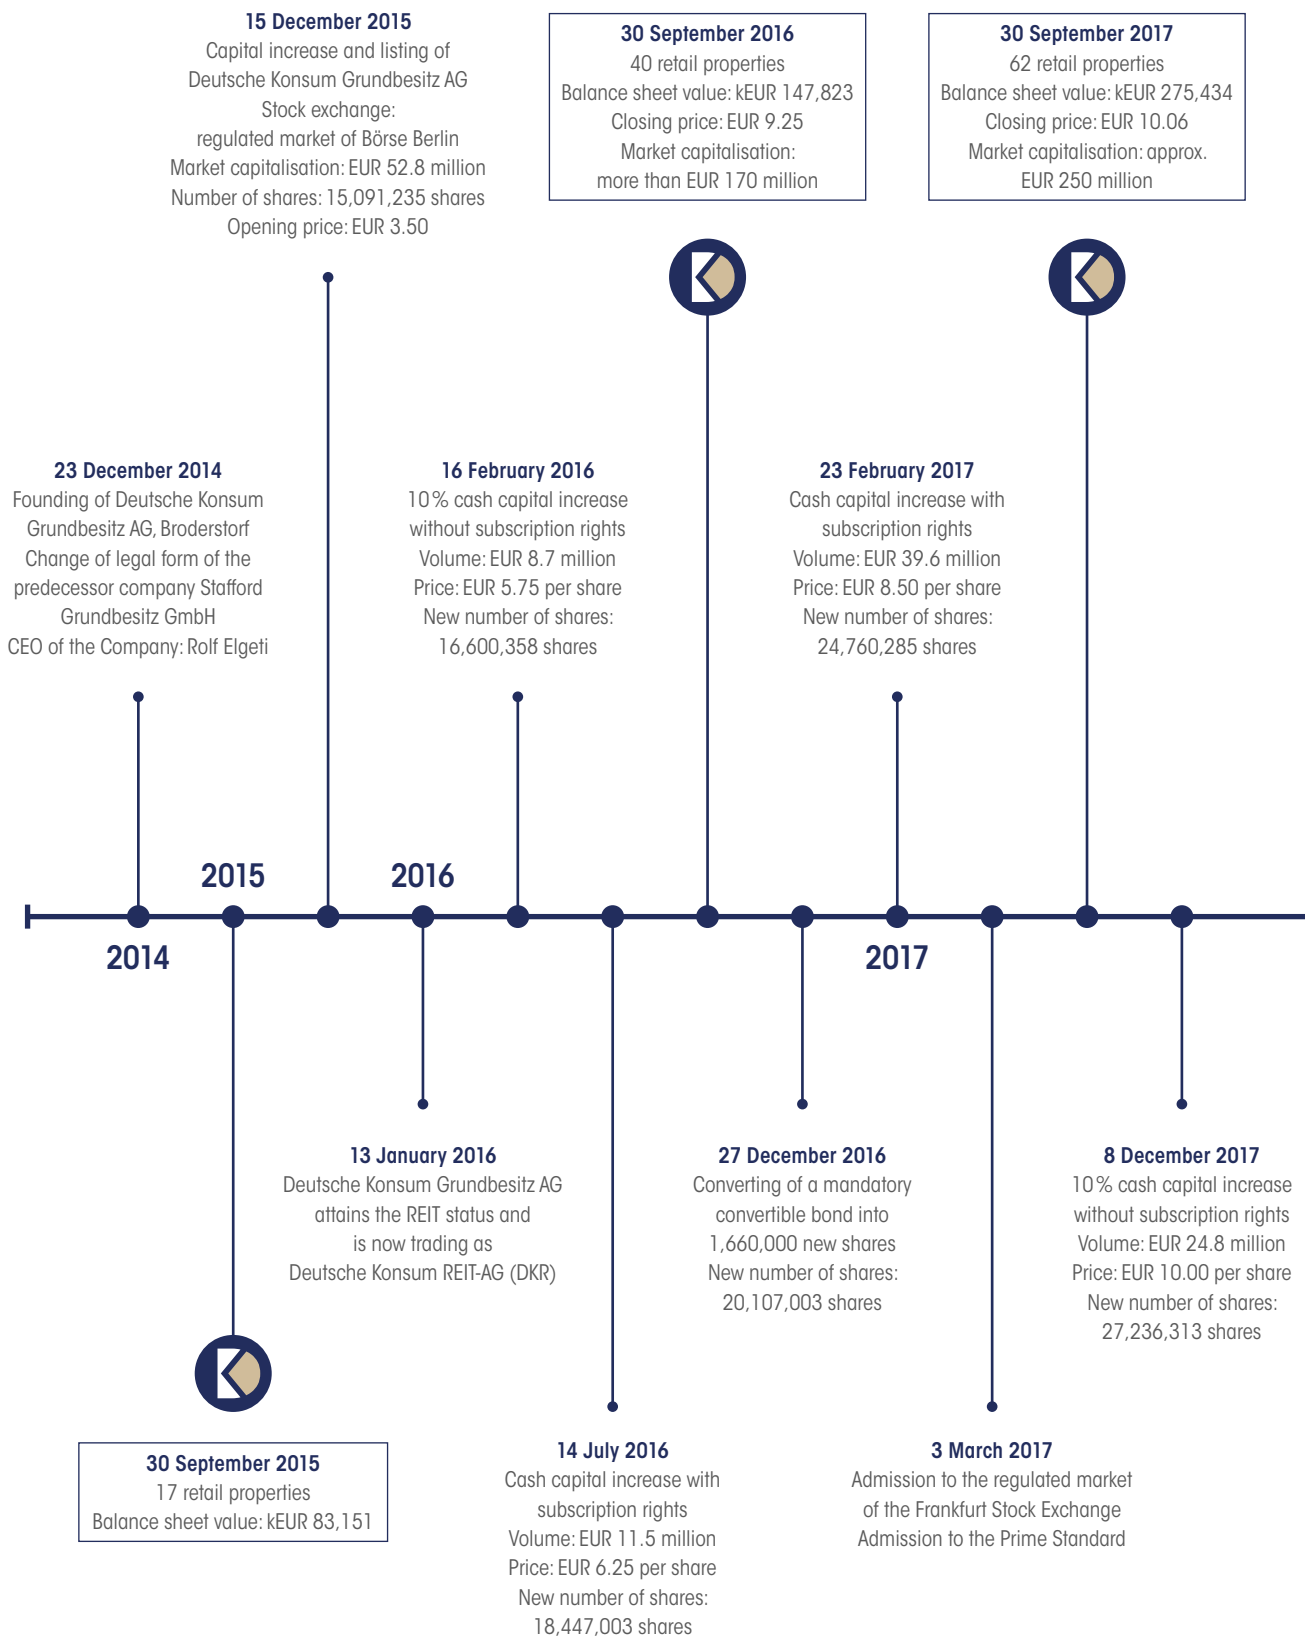 15 December 2015
Capital increase and listing of
Deutsche Konsum Grundbesitz AG
Stock exchange:
regulated market of Börse Berlin
Market capitalisation: EUR 52.8 million
Number of shares: 15,091,235 shares
Opening price: EUR 3.50
30 September 2016
40 retail properties
Balance sheet value: kEUR 147,823
Closing price: EUR 9.25
Market capitalisation:
more than EUR 170 million
30 September 2017
62 retail properties
Balance sheet value: kEUR 275,434
Closing price: EUR 10.06
Market capitalisation: approx.
EUR 250 million
23 December 2014
Founding of Deutsche Konsum
Grundbesitz AG, Broderstorf
Change of legal form of the
predecessor company Stafford
Grundbesitz GmbH
CEO of the Company: Rolf Elgeti
16 February 2016
10 % cash capital increase
without subscription rights
Volume: EUR 8.7 million
Price: EUR 5.75 per share
New number of shares:
16,600,358 shares
23 February 2017
Cash capital increase with
subscription rights
Volume: EUR 39.6 million
Price: EUR 8.50 per share
New number of shares:
24,760,285 shares
2015
2016
2014
2017
13 January 2016
Deutsche Konsum Grundbesitz AG
attains the REIT status and
is now trading as
Deutsche Konsum REIT-AG (DKR)
27 December 2016
Converting of a mandatory
convertible bond into
1,660,000 new shares
New number of shares:
20,107,003 shares
8 December 2017
10 % cash capital increase
without subscription rights
Volume: EUR 24.8 million
Price: EUR 10.00 per share
New number of shares:
27,236,313 shares
30 September 2015
17 retail properties
Balance sheet value: kEUR 83,151
14 July 2016
Cash capital increase with
subscription rights
Volume: EUR 11.5 million
Price: EUR 6.25 per share
New number of shares:
18,447,003 shares
3 March 2017
Admission to the regulated market
of the Frankfurt Stock Exchange
Admission to the Prime Standard